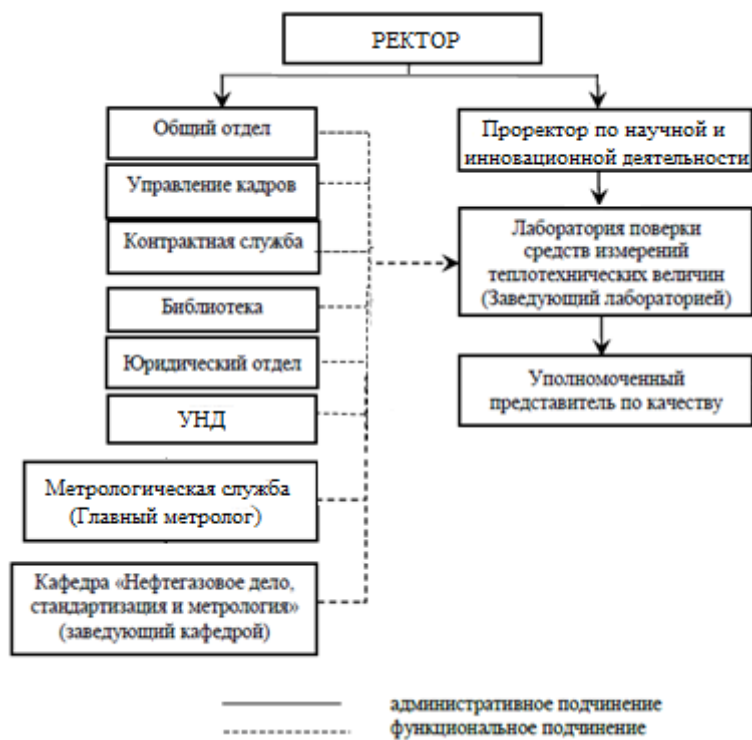 РЕКТОР
Общий отдел
Управление кадров
Контрактная служба
Библиотека
Юридический отдел
УНД
Метрологическая служба
(Главный метролог)
Кафедра «Нефтегазовое дело,
стандартизация и метрология»
(заведующий кафедрой)
Проректор по научной и
инновационной деятельности
Лаборатория поверки
средств измерений
теплотехнических величин
(Заведующий лабораторией)
Уполномоченный
представитель по качеству
административное подчинение
функциональное подчинение